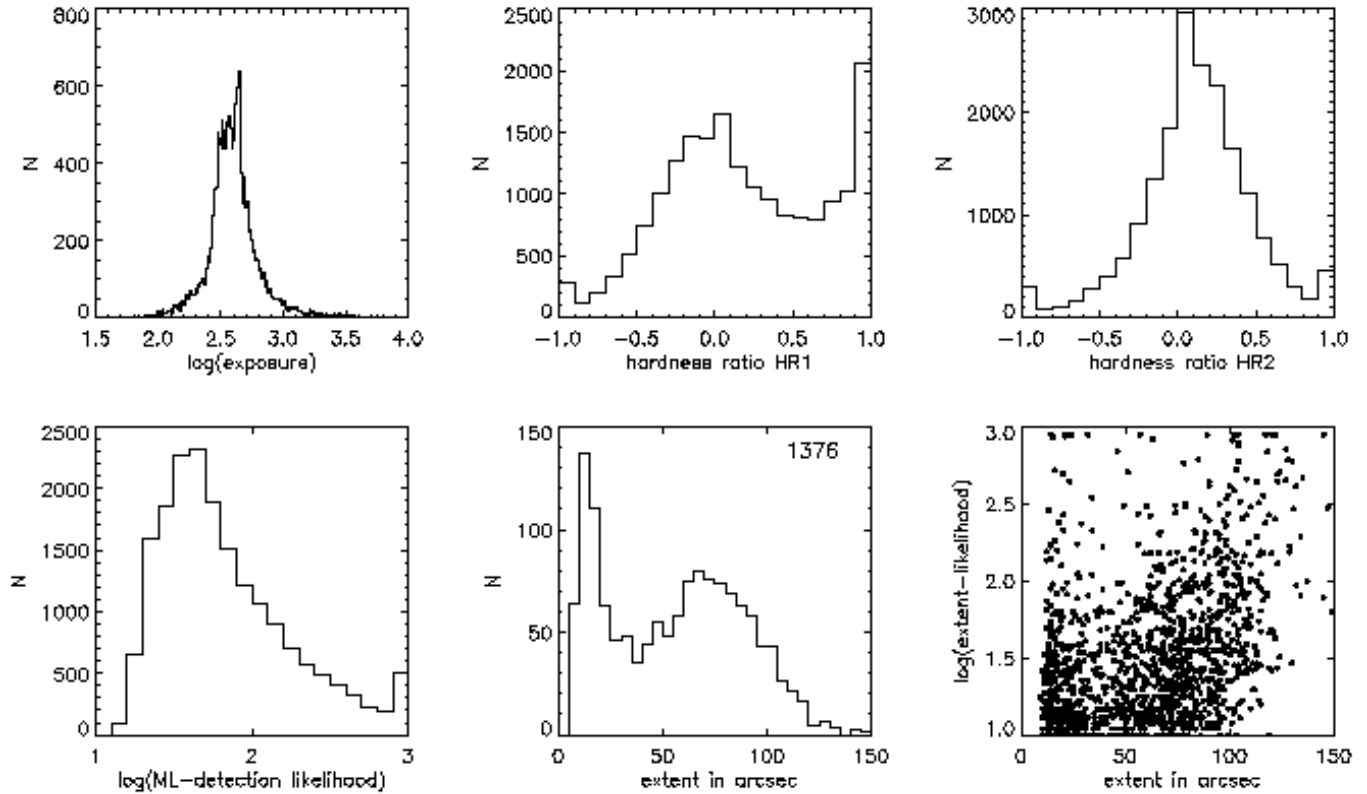 800
600
400
200
0
N
1.5 2.0 2.5 3.0 3.5 4.0
log(exposure)
2500
2000
1500
1000
500
0
N
−1.0 −0.5 0.0 0.5 1.0
hardness ratio HR1
3000
2000
1000
0
N
−1.0 −0.5 0.0 0.5 1.0
hardness ratio HR2
2500
2000
1500
1000
500
0
N
1 2 3
log(ML−detection likelihood)
150
100
50
0
N
1376
0 50 100 150
extent in arcsec
3.0
2.5
2.0
1.5
1.0
log(extent−likelihood)
0 50 100 150
extent in arcsec